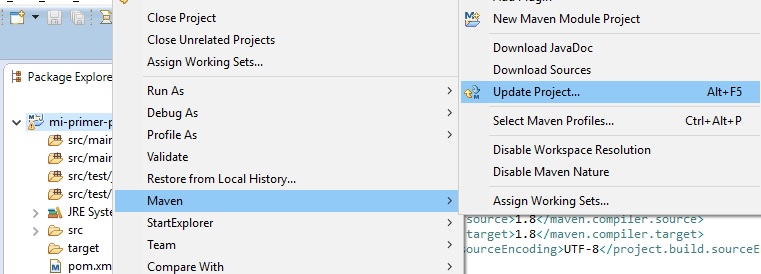 New Maven Module Project
Download JavaDoc
Download Sources
Update Project... Alt+F5
Select Maven Profiles... Ctrl+Alt+P
Disable Workspace Resolution
Disable Maven Nature
Assign Working Sets...
Close Project
Close Unrelated Projects
Assign Working Sets...
Run As
Debug As
Profile As
Validate
Restore from Local History...
Maven
StartExplorer
Team
Compare With
Package Explore
mi-primer-p
src/main
src/main
src/test/
src/test/
JRE Syste
src
target
pom.xm
source>1.8</maven.compiler.source>
target>1.8</maven.compiler.target>
sourceEncoding>UTF-8</project.build.sourceE